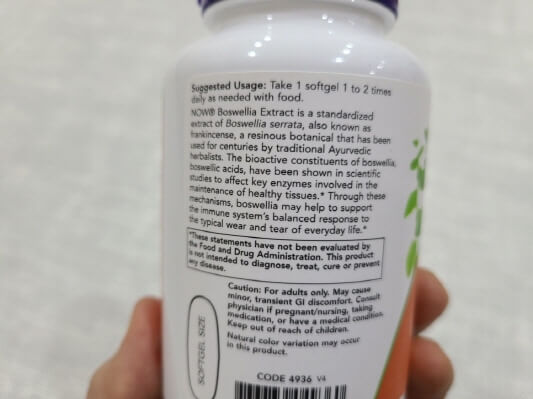 Suggested Usage: Take 1 softgel 1 to 2 times
daily as needed with food.
NOW® Boswellia Extract is a standardized
extract of Boswellia serrata, also known as
frankincense, a resinous botanical that has been
used for centuries by traditional Ayurvedic
herbalists. The bioactive constituents of boswellia,
boswellic acids, have been shown in scientific
studies to affect key enzymes involved in the
maintenance of healthy tissues.* Through these
mechanisms, boswellia may help to support
the immune system's balanced response to
the typical wear and tear of everyday life.*
*These statements have not been evaluated by
the Food and Drug Administration. This product
is not intended to diagnose, treat, cure or prevent
any disease.
Caution: For adults only. May cause
minor, transient GI discomfort. Consult
physician if pregnant/nursing, taking
medication, or have a medical condition.
Keep out of reach of children.
Natural color variation may occur
in this product.
SOFTGEL SIZE
CODE 4936 V4